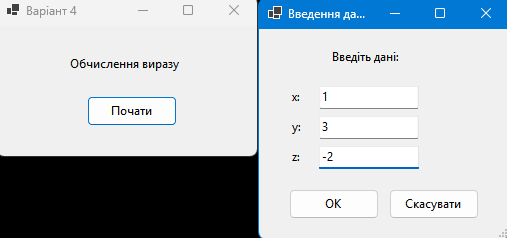 Варіант 4
Обчислення виразу
Почати
Введення да...
Введіть дані:
x: 1
y: 3
z: -2
OK
Скасувати